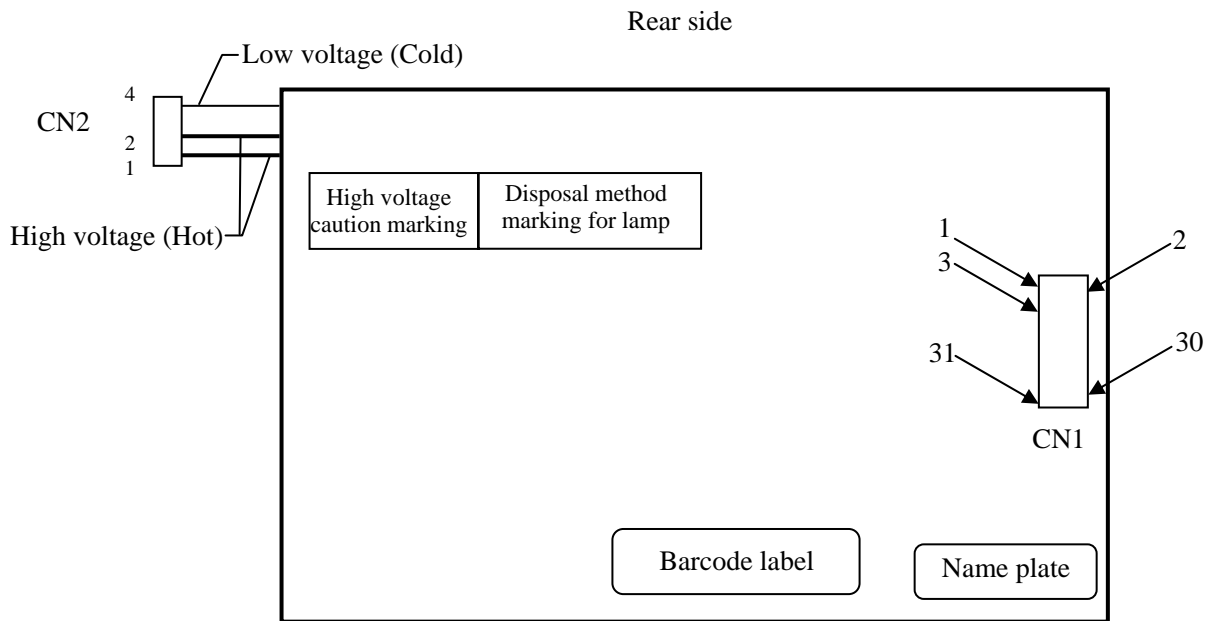 Rear side
Low voltage (Cold)
4
CN2
2
1
High voltage
caution marking
Disposal method
marking for lamp
High voltage (Hot)
1
2
3
31
30
CN1
Barcode label
Name plate